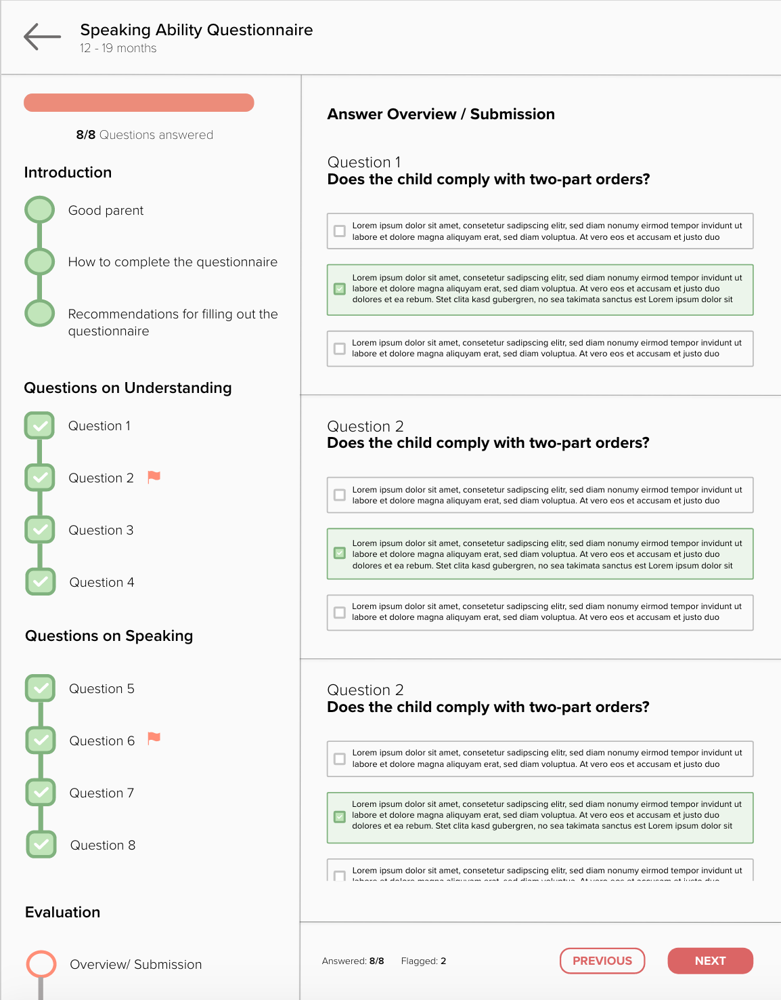 Speaking Ability Questionnaire
12 - 19 months
8/8 Questions answered
Introduction
Good parent
How to complete the questionnaire
Recommendations for filling out the
questionnaire
Questions on Understanding
Question 1
Question 2
Question 3
Question 4
Questions on Speaking
Question 5
Question 6
Question 7
Question 8
Evaluation
Overview/ Submission
Answer Overview / Submission
Question 1
Does the child comply with two-part orders?
Lorem ipsum dolor sit amet, consetetur sadipscing elitr, sed diam nonumy eirmod tempor invidunt ut
labore et dolore magna aliquyam erat, sed diam voluptua. At vero eos et accusam et justo duo
Lorem ipsum dolor sit amet, consetetur sadipscing elitr, sed diam nonumy eirmod tempor invidunt ut
labore et dolore magna aliquyam erat, sed diam voluptua. At vero eos et accusam et justo duo
dolores et ea rebum. Stet clita kasd gubergren, no sea takimata sanctus est Lorem ipsum dolor sit
Lorem ipsum dolor sit amet, consetetur sadipscing elitr, sed diam nonumy eirmod tempor invidunt ut
labore et dolore magna aliquyam erat, sed diam voluptua. At vero eos et accusam et justo duo
Question 2
Does the child comply with two-part orders?
Lorem ipsum dolor sit amet, consetetur sadipscing elitr, sed diam nonumy eirmod tempor invidunt ut
labore et dolore magna aliquyam erat, sed diam voluptua. At vero eos et accusam et justo duo
Lorem ipsum dolor sit amet, consetetur sadipscing elitr, sed diam nonumy eirmod tempor invidunt ut
labore et dolore magna aliquyam erat, sed diam voluptua. At vero eos et accusam et justo duo
dolores et ea rebum. Stet clita kasd gubergren, no sea takimata sanctus est Lorem ipsum dolor sit
Lorem ipsum dolor sit amet, consetetur sadipscing elitr, sed diam nonumy eirmod tempor invidunt ut
labore et dolore magna aliquyam erat, sed diam voluptua. At vero eos et accusam et justo duo
Question 2
Does the child comply with two-part orders?
Lorem ipsum dolor sit amet, consetetur sadipscing elitr, sed diam nonumy eirmod tempor invidunt ut
labore et dolore magna aliquyam erat, sed diam voluptua. At vero eos et accusam et justo duo
Lorem ipsum dolor sit amet, consetetur sadipscing elitr, sed diam nonumy eirmod tempor invidunt ut
labore et dolore magna aliquyam erat, sed diam voluptua. At vero eos et accusam et justo duo
dolores et ea rebum. Stet clita kasd gubergren, no sea takimata sanctus est Lorem ipsum dolor sit
Lorem ipsum dolor sit amet, consetetur sadipscing elitr, sed diam nonumy eirmod tempor invidunt ut
Answered: 8/8 Flagged: 2
PREVIOUS
NEXT